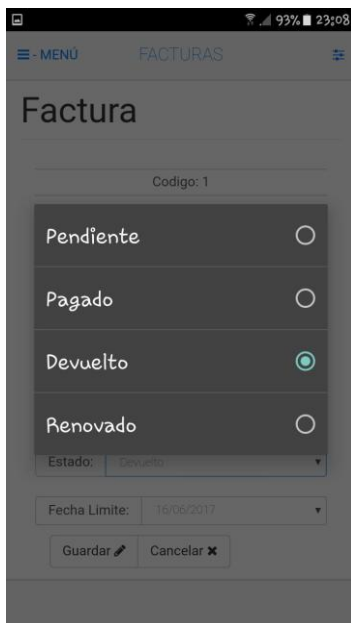 93% 23:08
- MENÚ FACTURAS
Factura
Codigo: 1
Pendiente
Pagado
Devuelto
Renovado
Estado: Devuelto
Fecha Limite: 16/06/2017
Guardar Cancelar